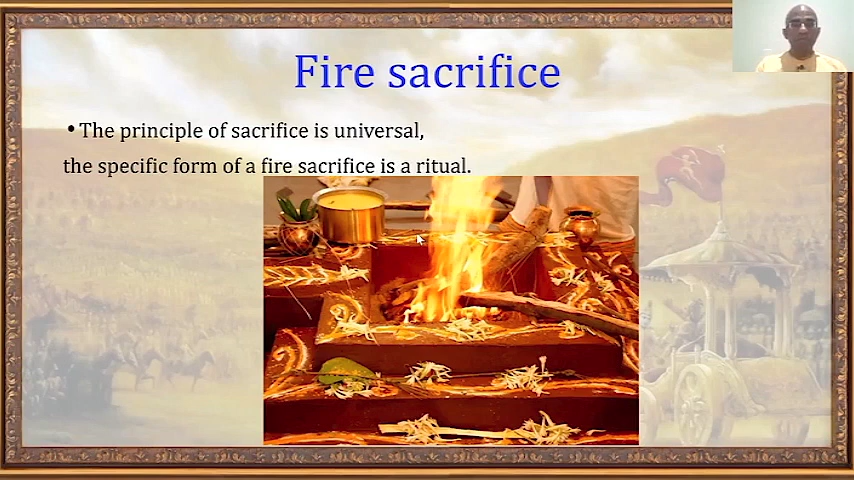 Fire sacrifice
• The principle of sacrifice is universal,
the specific form of a fire sacrifice is a ritual.